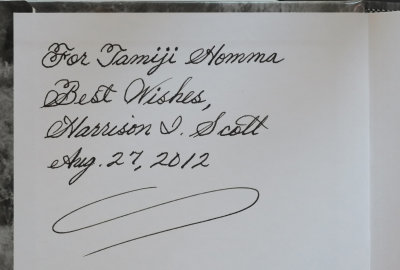 For Tamiji Homma
Best Wishes,
Harrison I. Scott
Aug. 27, 2012